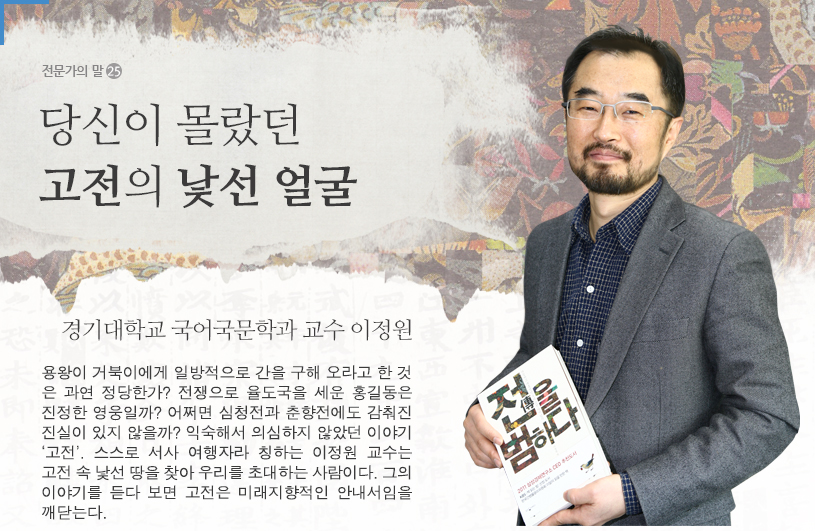 전문가의 말 25
당신이 몰랐던
고전의 낯선 얼굴
경기대학교 국어국문학과 교수 이정원
용왕이 거북이에게 일방적으로 간을 구해 오라고 한 것
은 과연 정당한가? 전쟁으로 율도국을 세운 홍길동은
진정한 영웅일까? 어쩌면 심청전과 춘향전에도 감춰진
진실이 있지 않을까? 익숙해서 의심하지 않았던 이야기
‘고전’. 스스로 서사 여행자라 칭하는 이정원 교수는
고전 속 낯선 땅을 찾아 우리를 초대하는 사람이다. 그의
이야기를 듣다 보면 고전은 미래지향적인 안내서임을
깨닫는다.
전을
傳
범하다